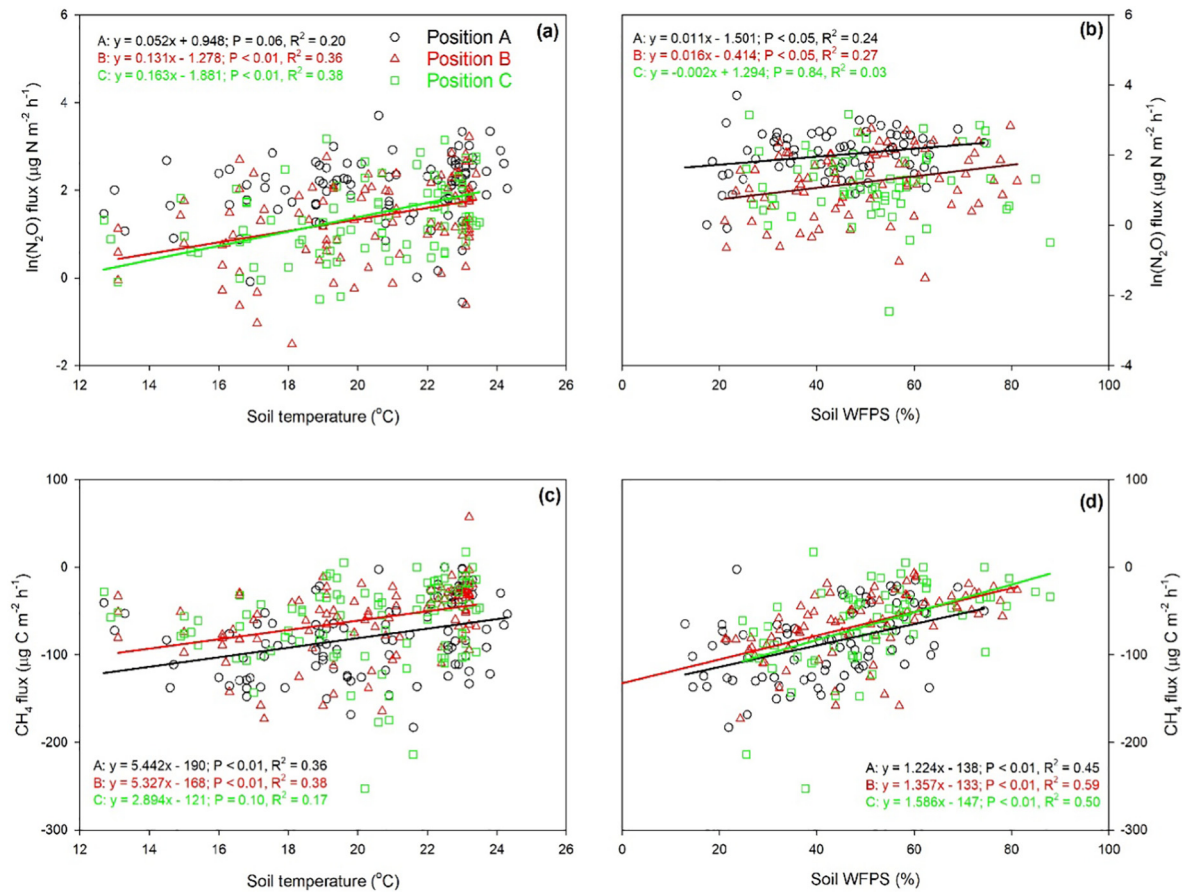 (a)
A: y = 0.052x + 0.948; P = 0.06, R² = 0.20
B: y = 0.131x - 1.278; P < 0.01, R² = 0.36
C: y = 0.163x - 1.881; P < 0.01, R² = 0.38
Position A
Position B
Position C
6
4
2
0
-2
ln(N₂O) flux (µg N m⁻² h⁻¹)
12 14 16 18 20 22 24 26
Soil temperature (°C)
(b)
A: y = 0.011x - 1.501; P < 0.05, R² = 0.24
B: y = 0.016x - 0.414; P < 0.05, R² = 0.27
C: y = -0.002x + 1.294; P = 0.84, R² = 0.03
6
4
2
0
-2
-4
ln(N₂O) flux (µg N m⁻² h⁻¹)
0 20 40 60 80 100
Soil WFPS (%)
(c)
100
0
-100
-200
-300
CH₄ flux (µg C m⁻² h⁻¹)
A: y = 5.442x - 190; P < 0.01, R² = 0.36
B: y = 5.327x - 168; P < 0.01, R² = 0.38
C: y = 2.894x - 121; P = 0.10, R² = 0.17
12 14 16 18 20 22 24 26
Soil temperature (°C)
(d)
100
0
-100
-200
-300
CH₄ flux (µg C m⁻² h⁻¹)
A: y = 1.224x - 138; P < 0.01, R² = 0.45
B: y = 1.357x - 133; P < 0.01, R² = 0.59
C: y = 1.586x - 147; P < 0.01, R² = 0.50
0 20 40 60 80 100
Soil WFPS (%)